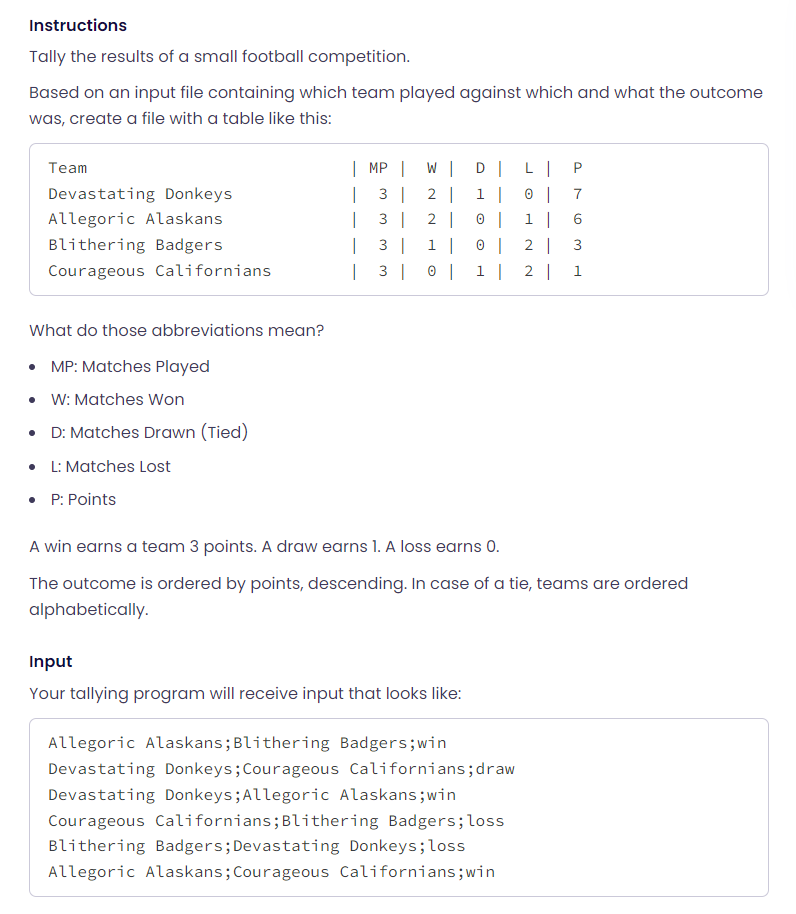 Instructions
Tally the results of a small football competition.
Based on an input file containing which team played against which and what the outcome
was, create a file with a table like this:
Team                           | MP |  W |  D |  L |  P
Devastating Donkeys            |  3 |  2 |  1 |  0 |  7
Allegoric Alaskans             |  3 |  2 |  0 |  1 |  6
Blithering Badgers             |  3 |  1 |  0 |  2 |  3
Courageous Californians        |  3 |  0 |  1 |  2 |  1
What do those abbreviations mean?
• MP: Matches Played
• W: Matches Won
• D: Matches Drawn (Tied)
• L: Matches Lost
• P: Points
A win earns a team 3 points. A draw earns 1. A loss earns 0.
The outcome is ordered by points, descending. In case of a tie, teams are ordered
alphabetically.
Input
Your tallying program will receive input that looks like:
Allegoric Alaskans;Blithering Badgers;win
Devastating Donkeys;Courageous Californians;draw
Devastating Donkeys;Allegoric Alaskans;win
Courageous Californians;Blithering Badgers;loss
Blithering Badgers;Devastating Donkeys;loss
Allegoric Alaskans;Courageous Californians;win